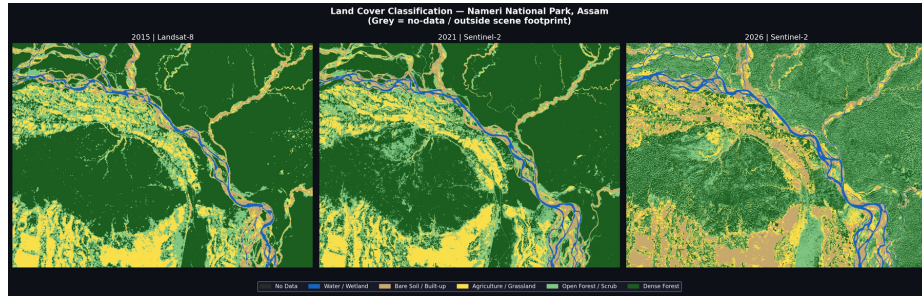 Land Cover Classification — Nameri National Park, Assam
(Grey = no-data / outside scene footprint)
2015 | Landsat-8
2021 | Sentinel-2
2026 | Sentinel-2
No Data
Water / Wetland
Bare Soil / Built-up
Agriculture / Grassland
Open Forest / Scrub
Dense Forest